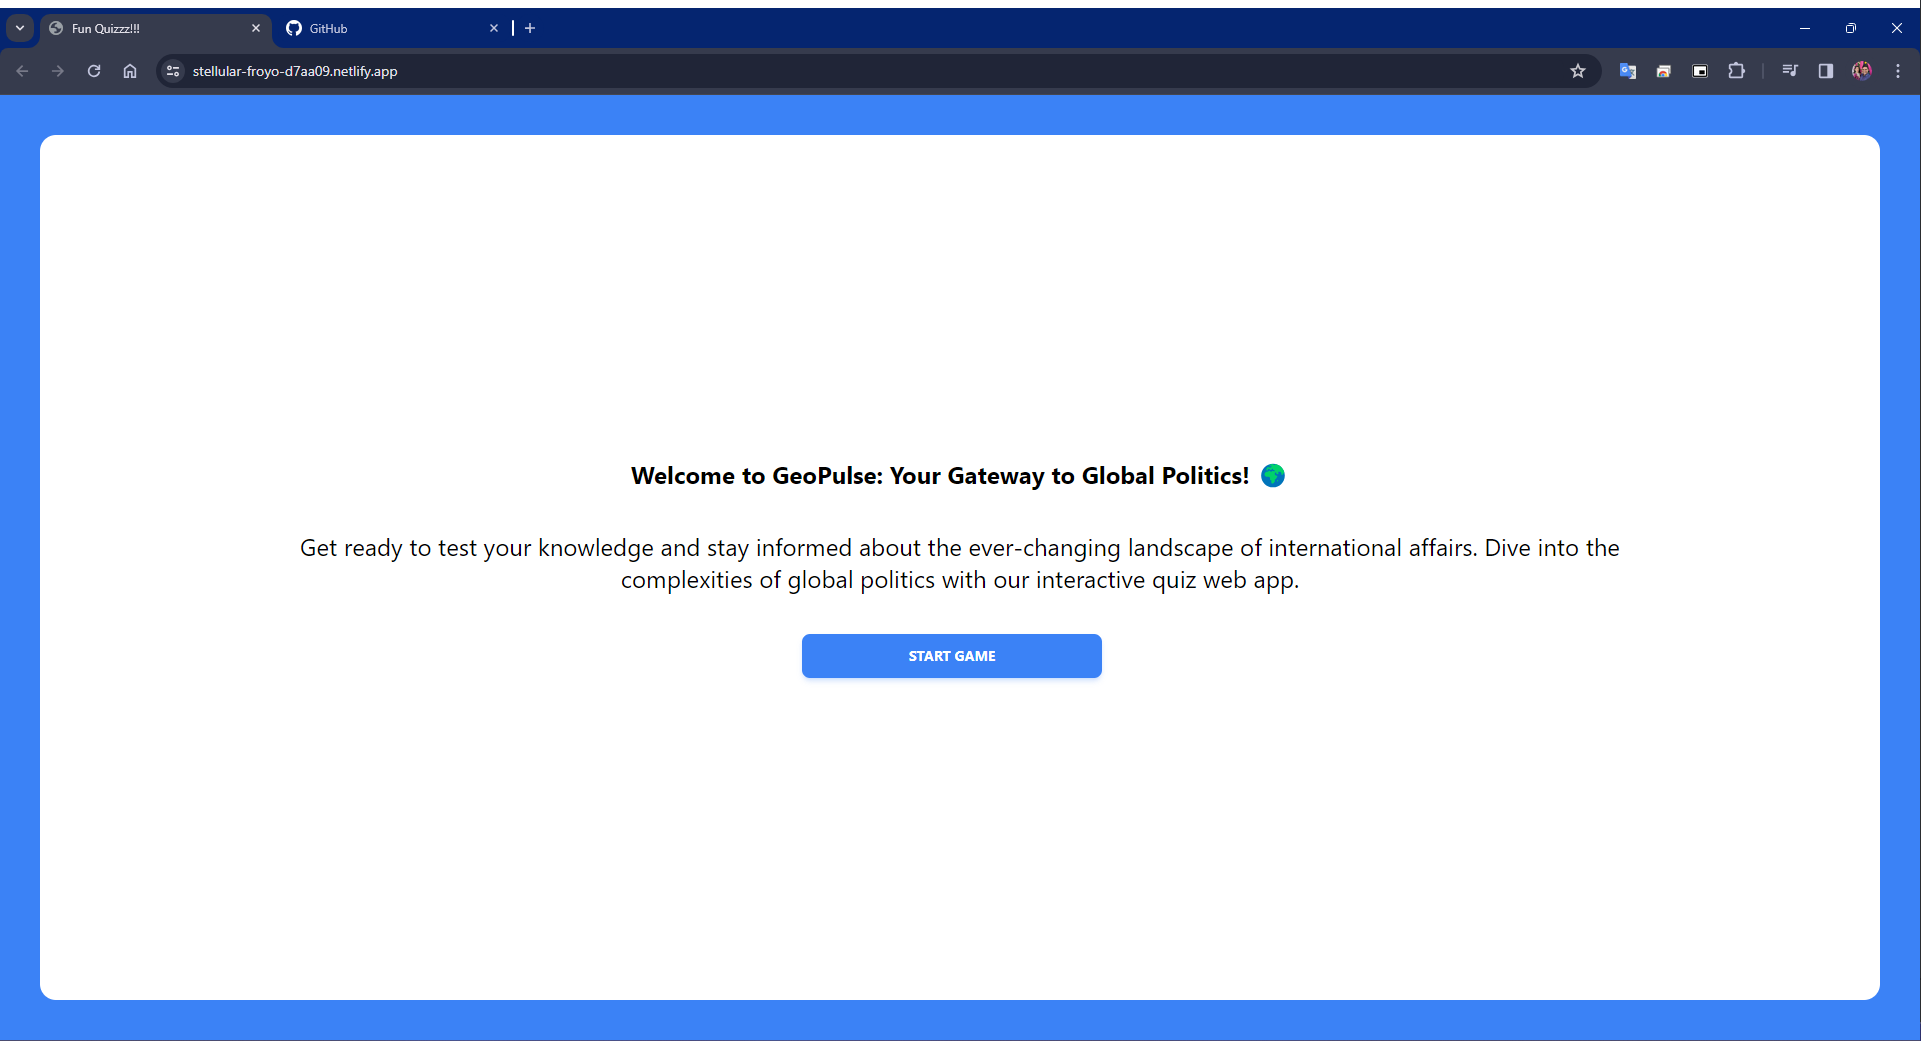 Fun Quizzz!!!
GitHub
stellular-froyo-d7aa09.netlify.app
Welcome to GeoPulse: Your Gateway to Global Politics! 🌍
Get ready to test your knowledge and stay informed about the ever-changing landscape of international affairs. Dive into the
complexities of global politics with our interactive quiz web app.
START GAME